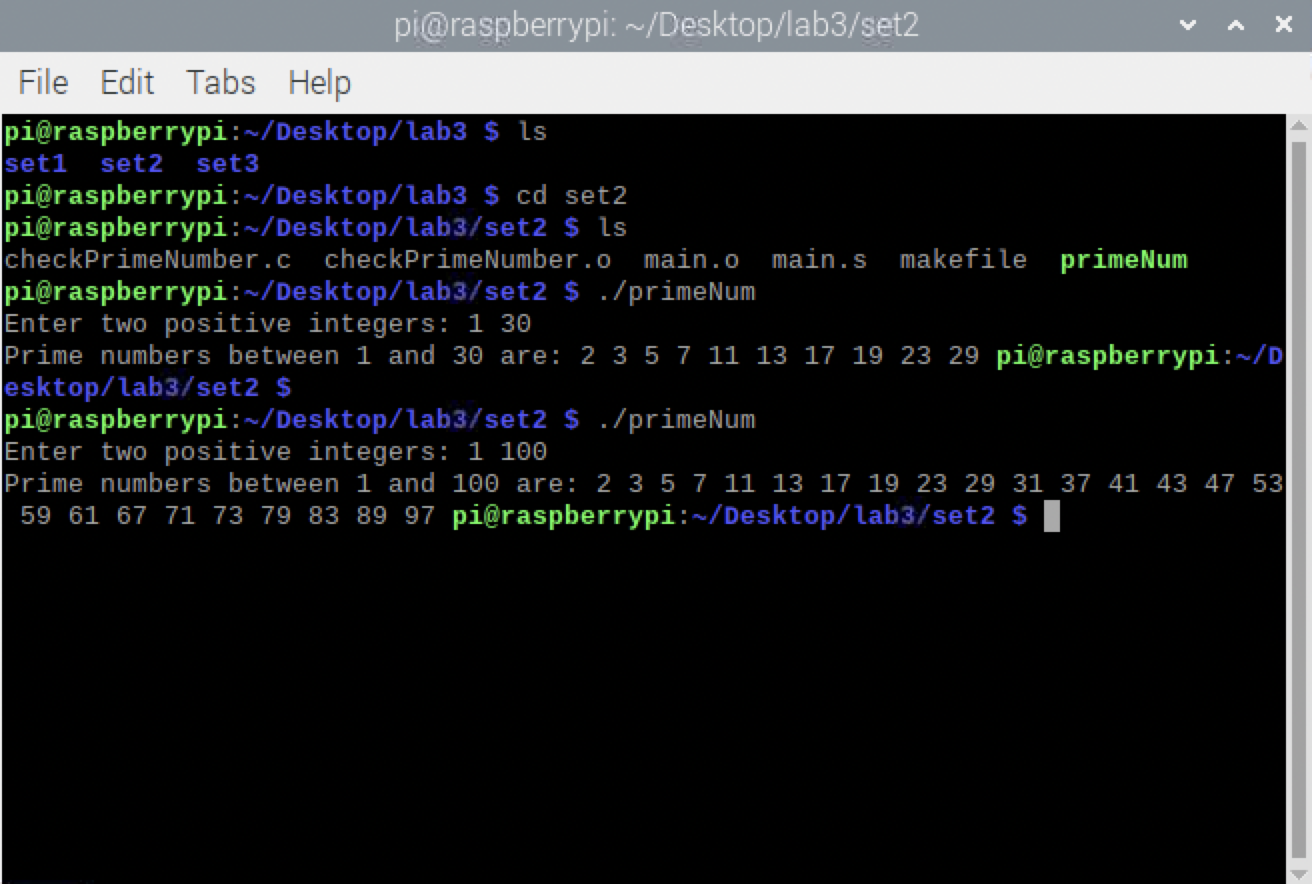 pi@raspberrypi: ~/Desktop/lab3/set2
File Edit Tabs Help
pi@raspberrypi:~/Desktop/lab3 $ ls
set1  set2  set3
pi@raspberrypi:~/Desktop/lab3 $ cd set2
pi@raspberrypi:~/Desktop/lab3/set2 $ ls
checkPrimeNumber.c  checkPrimeNumber.o  main.o  main.s  makefile  primeNum
pi@raspberrypi:~/Desktop/lab3/set2 $ ./primeNum
Enter two positive integers: 1 30
Prime numbers between 1 and 30 are: 2 3 5 7 11 13 17 19 23 29 pi@raspberrypi:~/D
esktop/lab3/set2 $
pi@raspberrypi:~/Desktop/lab3/set2 $ ./primeNum
Enter two positive integers: 1 100
Prime numbers between 1 and 100 are: 2 3 5 7 11 13 17 19 23 29 31 37 41 43 47 53
 59 61 67 71 73 79 83 89 97 pi@raspberrypi:~/Desktop/lab3/set2 $